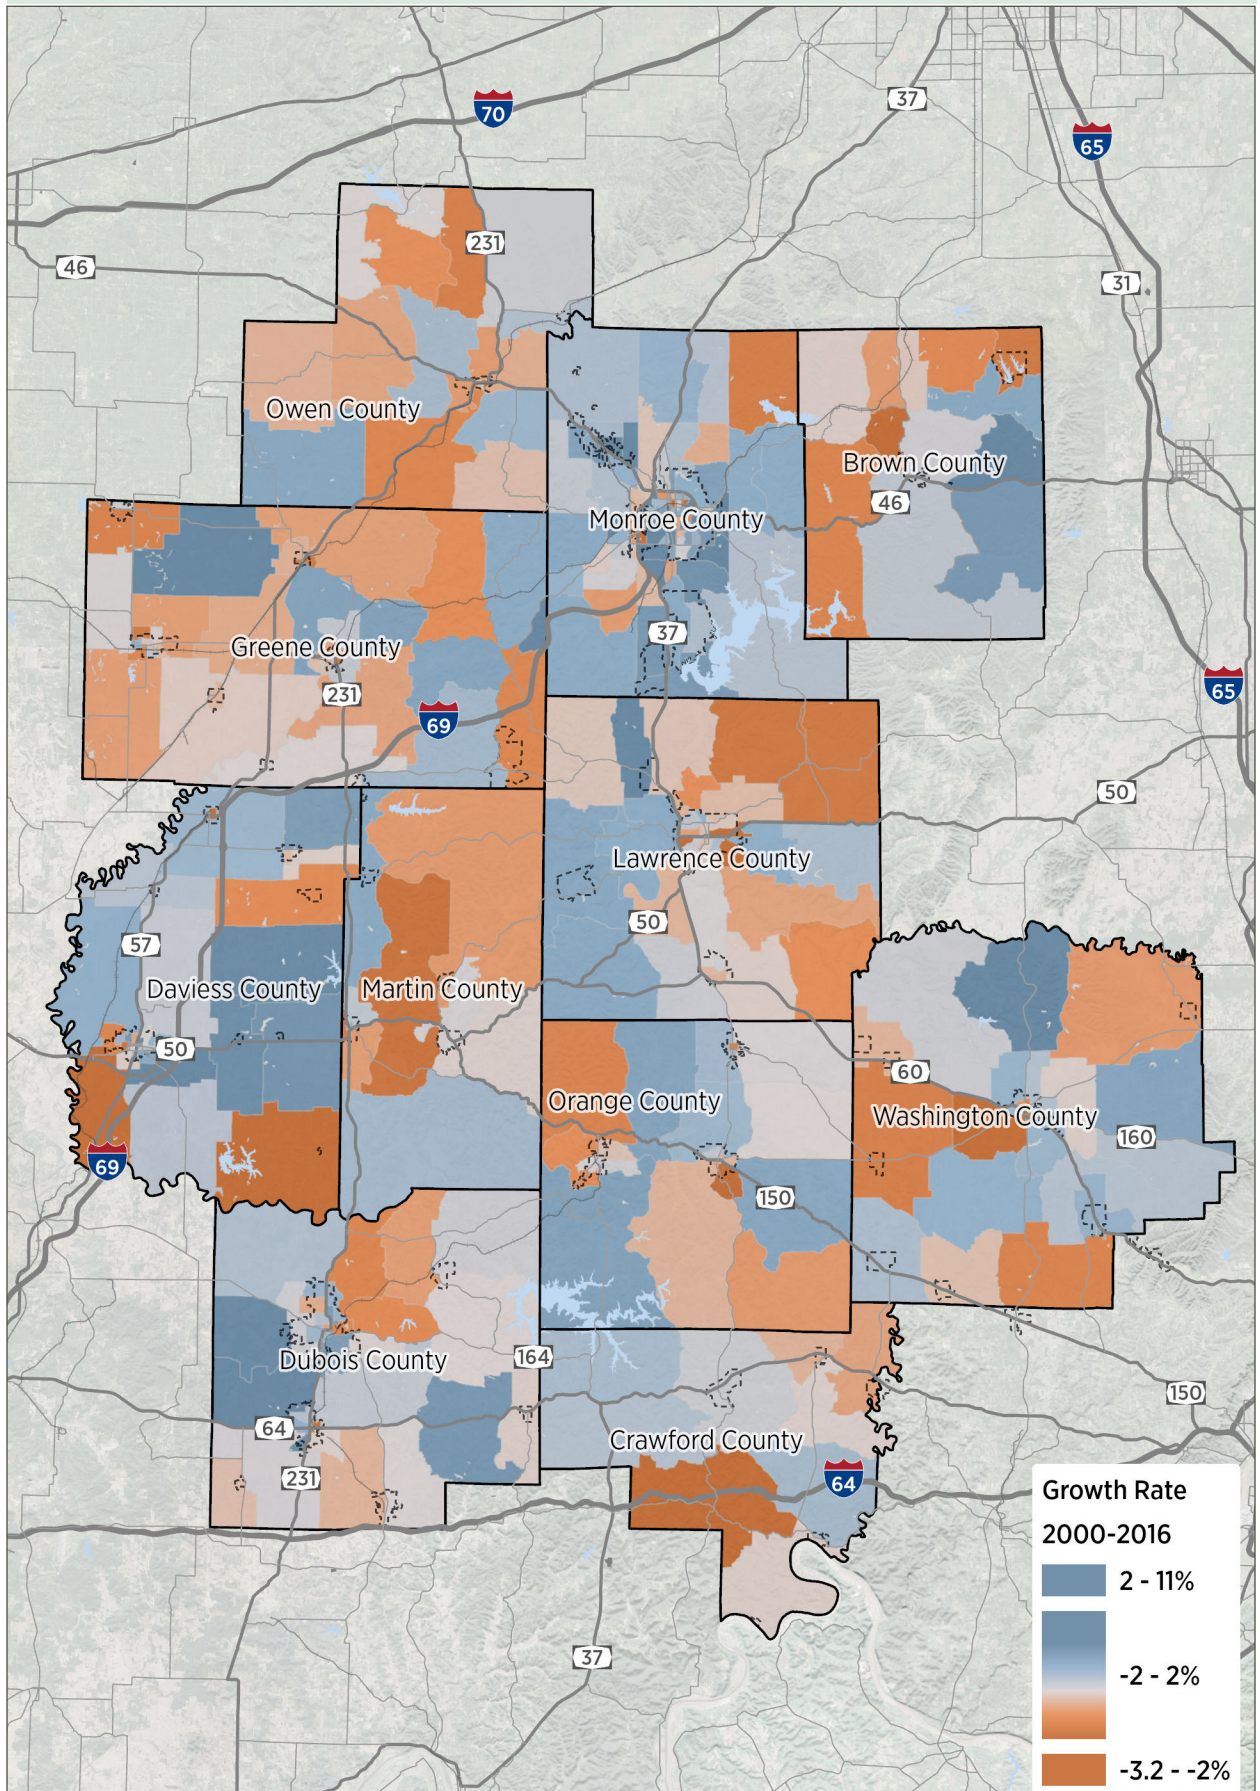 70
37
65
231
46
31
Owen County
Brown County
46
Monroe County
37
Greene County
231
69
65
50
Lawrence County
50
57
Daviess County
Martin County
50
60
Orange County
Washington County
160
69
150
Dubois County
164
150
64
Crawford County
231
64
37
Growth Rate
2000-2016
2 - 11%
-2 - 2%
-3.2 - -2%